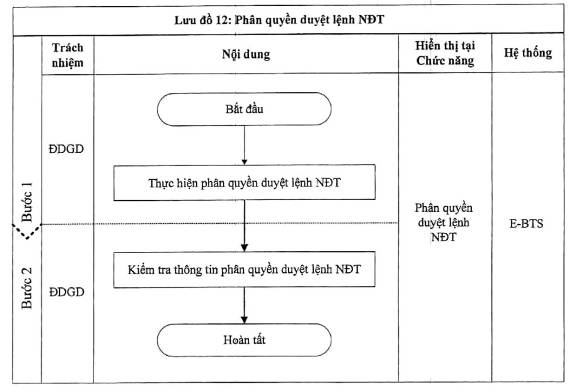 Lưu đồ 12: Phân quyền duyệt lệnh NĐT
Trách
nhiệm
Nội dung
Hiển thị tại
Chức năng
Hệ thống
Bước 1
ĐDGD
Bắt đầu
Thực hiện phân quyền duyệt lệnh NĐT
Phân quyền
duyệt lệnh
NĐT
E-BTS
Bước 2
ĐDGD
Kiểm tra thông tin phân quyền duyệt lệnh NĐT
Hoàn tất